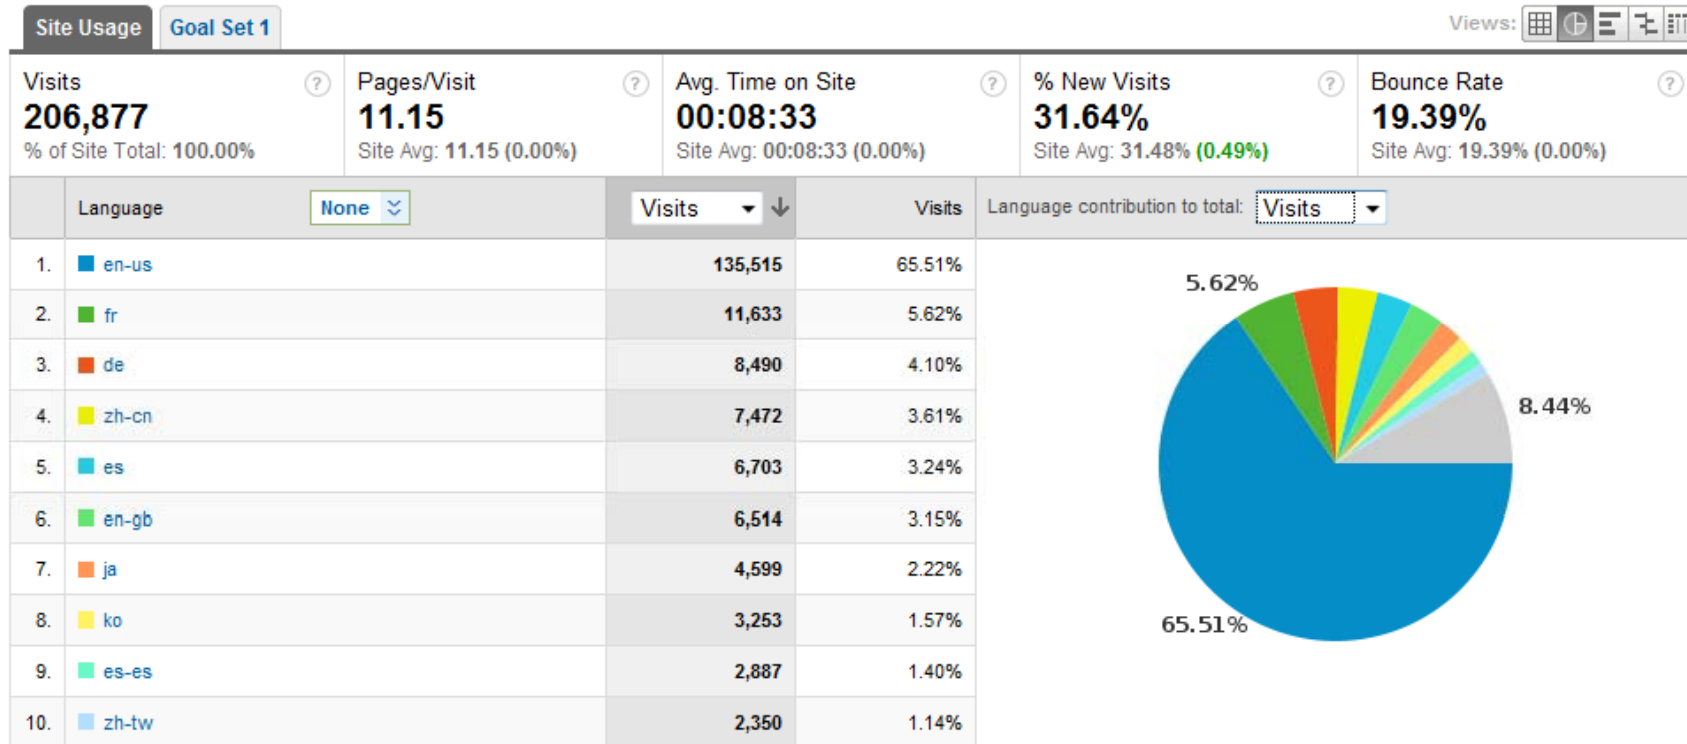 Site Usage Goal Set 1 Views:
Visits ? Pages/Visit ? Avg. Time on Site ? % New Visits ? Bounce Rate ?
206,877 11.15 00:08:33 31.64% 19.39%
% of Site Total: 100.00% Site Avg: 11.15 (0.00%) Site Avg: 00:08:33 (0.00%) Site Avg: 31.48% (0.49%) Site Avg: 19.39% (0.00%)
Language None Visits Visits Language contribution to total: Visits
1. en-us 135,515 65.51%
2. fr 11,633 5.62%
3. de 8,490 4.10%
4. zh-cn 7,472 3.61%
5. es 6,703 3.24%
6. en-gb 6,514 3.15%
7. ja 4,599 2.22%
8. ko 3,253 1.57%
9. es-es 2,887 1.40%
10. zh-tw 2,350 1.14%
5.62%
8.44%
65.51%